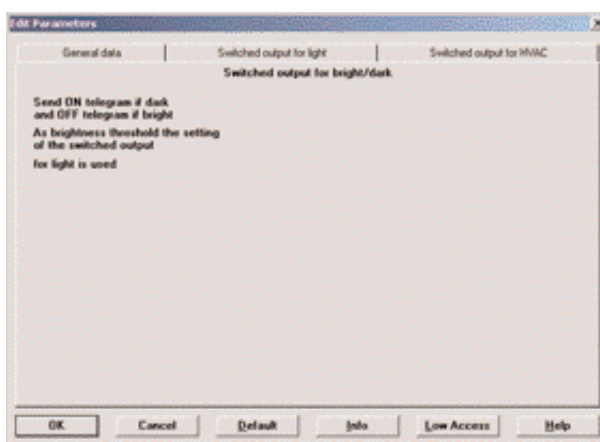 Edit Parameters
General data
Switched output for light
Switched output for HVAC
Switched output for bright/dark
Send ON telegram if dark
and OFF telegram if bright
As brightness threshold the setting
of the switched output
for light is used
OK
Cancel
Default
Info
Low Access
Help